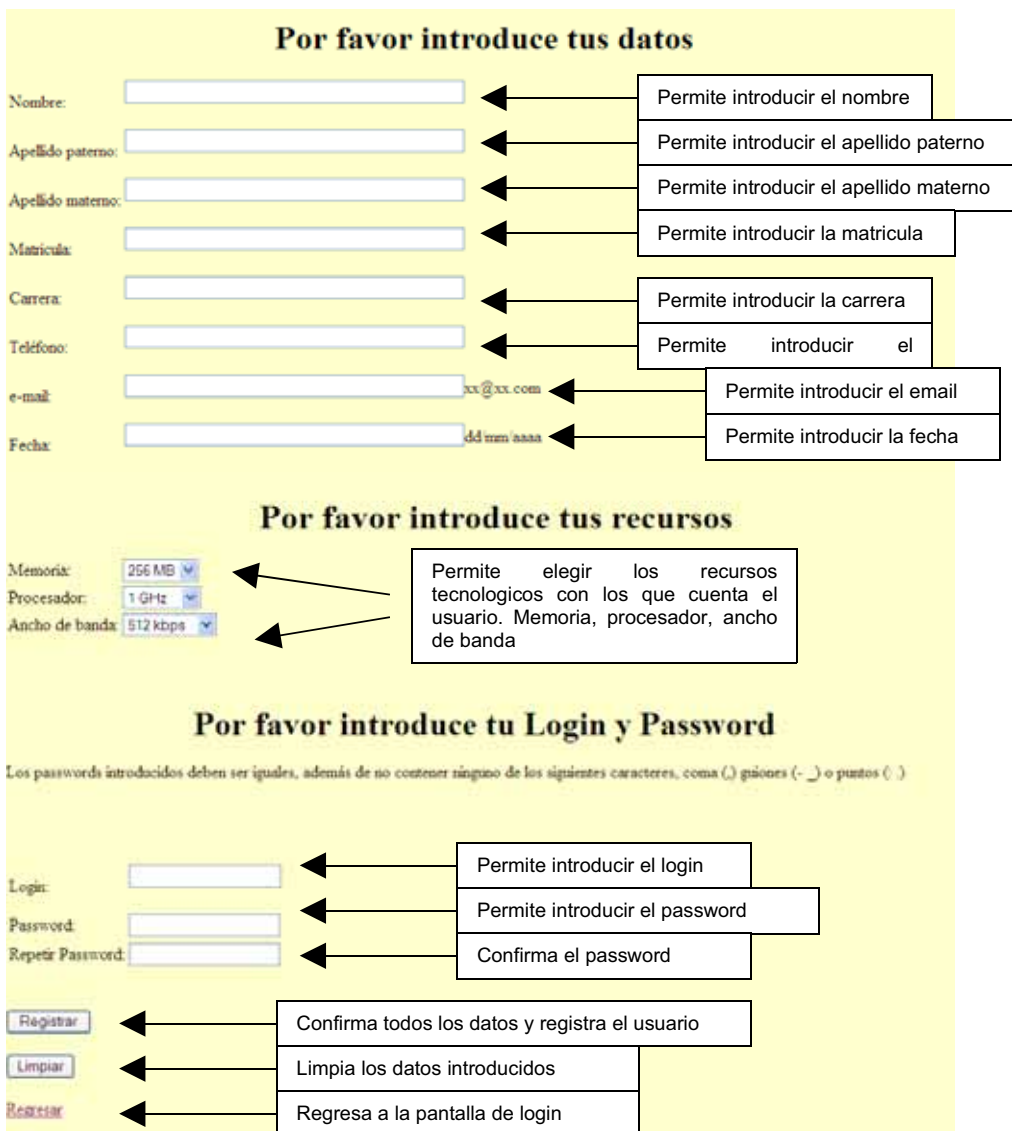 Por favor introduce tus datos
Nombre:
Permite introducir el nombre
Apellido paterno:
Permite introducir el apellido paterno
Apellido materno:
Permite introducir el apellido materno
Matricula:
Permite introducir la matricula
Carrera:
Permite introducir la carrera
Teléfono:
Permite introducir el
e-mail:
xx@xx.com
Permite introducir el email
Fecha:
dd/mm/aaaa
Permite introducir la fecha
Por favor introduce tus recursos
Memoria: 256 MB
Procesador: 1 GHz
Ancho de banda: 512 kbps
Permite elegir los recursos
tecnologicos con los que cuenta el
usuario. Memoria, procesador, ancho
de banda
Por favor introduce tu Login y Password
Los passwords introducidos deben ser iguales, además de no contener ninguno de los siguientes caracteres, coma (,) guiones (- _) o puntos (: .)
Permite introducir el login
Login:
Permite introducir el password
Password:
Repetir Password:
Confirma el password
Registrar
Confirma todos los datos y registra el usuario
Limpiar
Limpia los datos introducidos
Regresar
Regresa a la pantalla de login